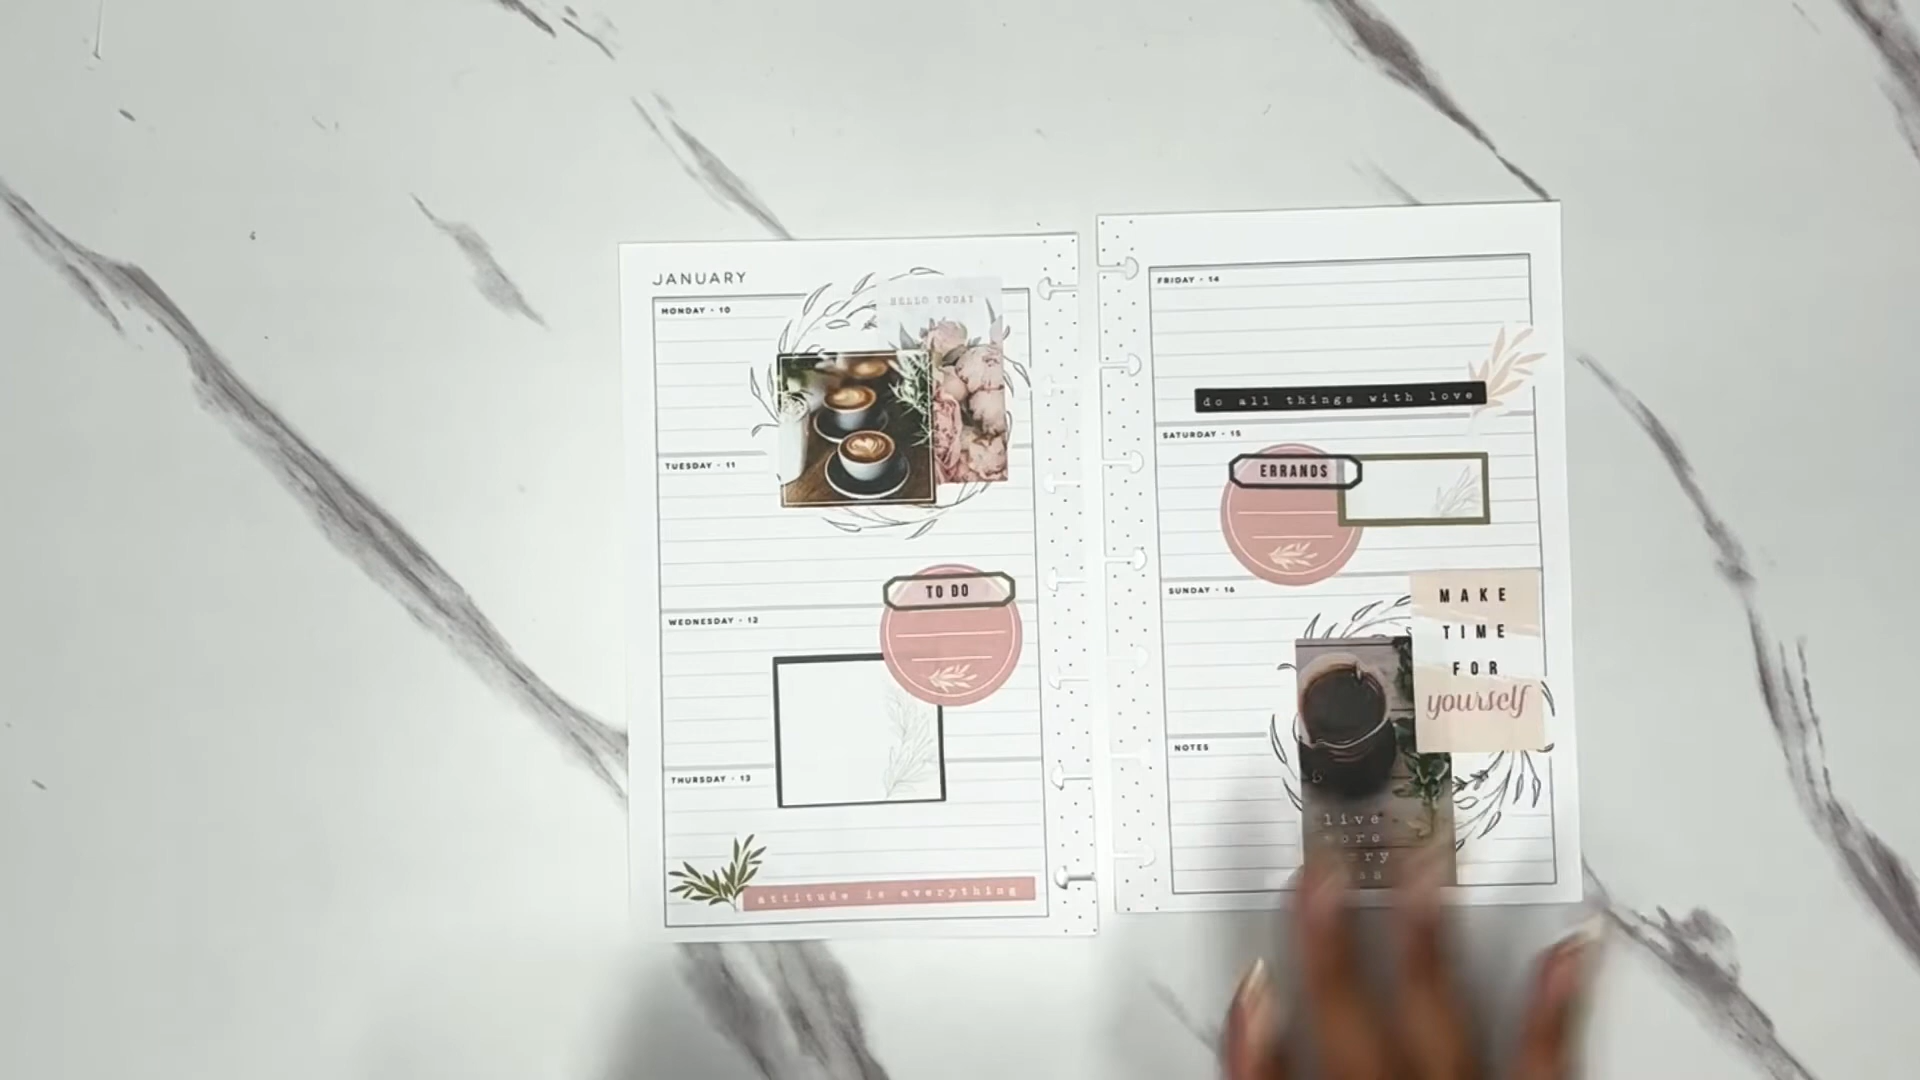 JANUARY
MONDAY · 10
HELLO TODAY
TUESDAY · 11
TO DO
WEDNESDAY · 12
THURSDAY · 13
attitude is everything
FRIDAY · 14
do all things with love
SATURDAY · 15
ERRANDS
SUNDAY · 16
MAKE
TIME
FOR
yourself
NOTES
live